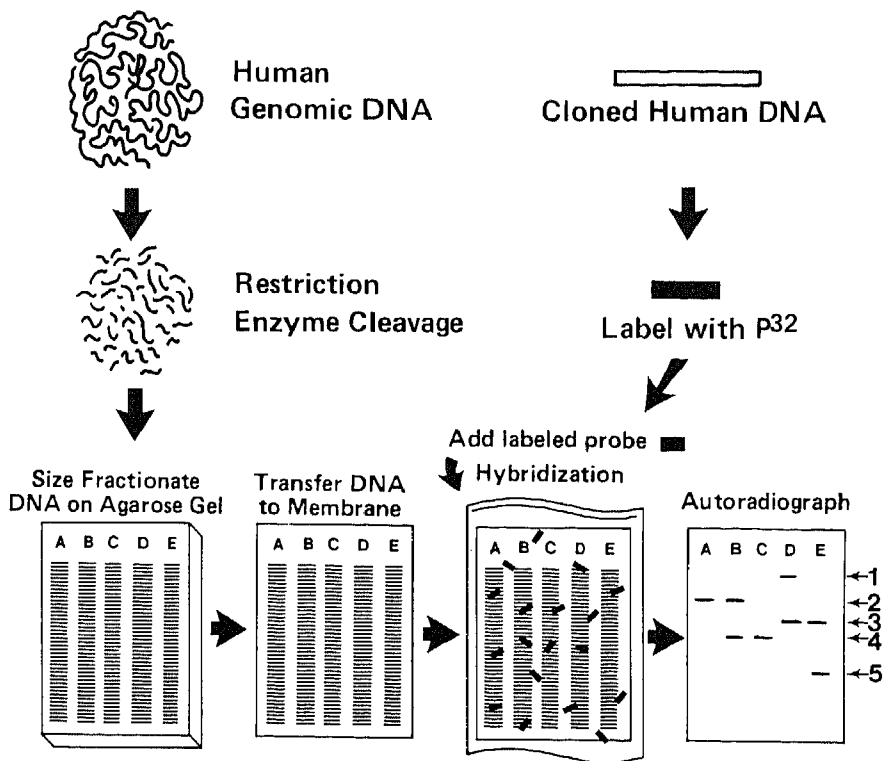 Human
Genomic DNA
Cloned Human DNA
Restriction
Enzyme Cleavage
Label with P32
Add labeled probe
Hybridization
Size Fractionate
DNA on Agarose Gel
A B C D E
Transfer DNA
to Membrane
A B C D E
A B C D E
Autoradiograph
A B C D E
1
2
3
4
5